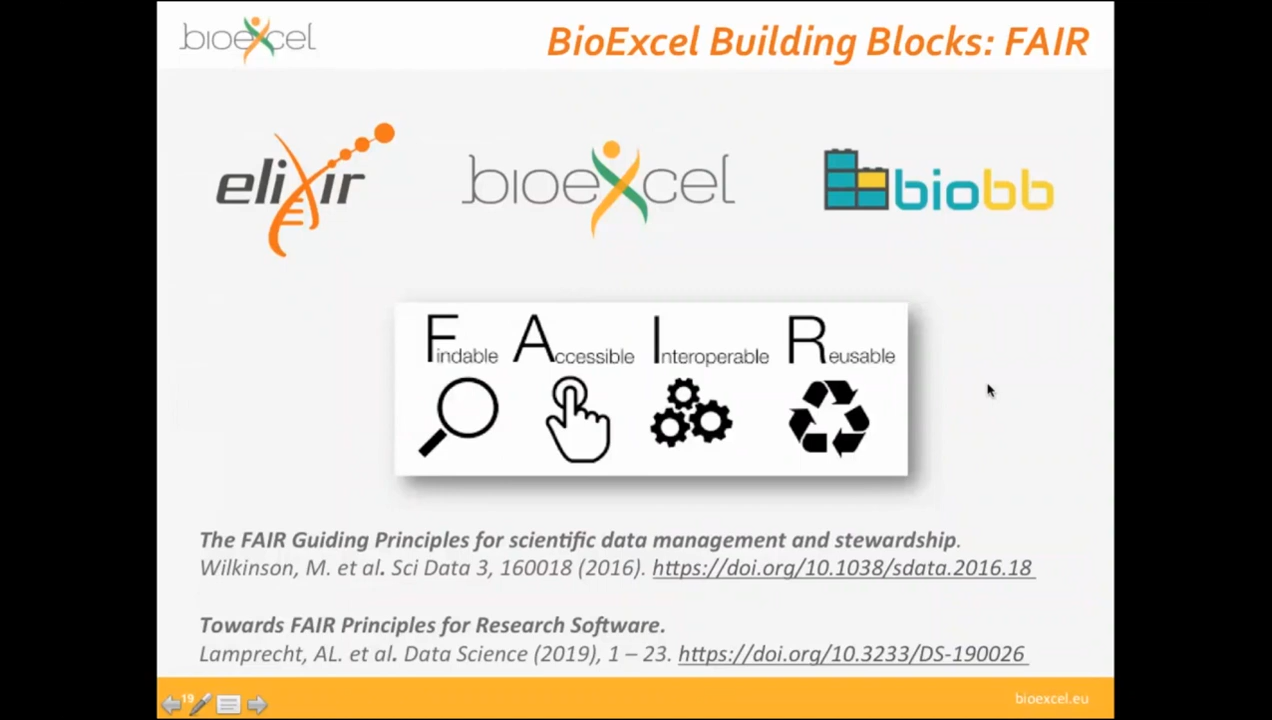 bioexcel
BioExcel Building Blocks: FAIR
elixir
bioexcel
biobb
Findable Accessible Interoperable Reusable
The FAIR Guiding Principles for scientific data management and stewardship.
Wilkinson, M. et al. Sci Data 3, 160018 (2016). https://doi.org/10.1038/sdata.2016.18
Towards FAIR Principles for Research Software.
Lamprecht, AL. et al. Data Science (2019), 1 – 23. https://doi.org/10.3233/DS-190026
19
bioexcel.eu